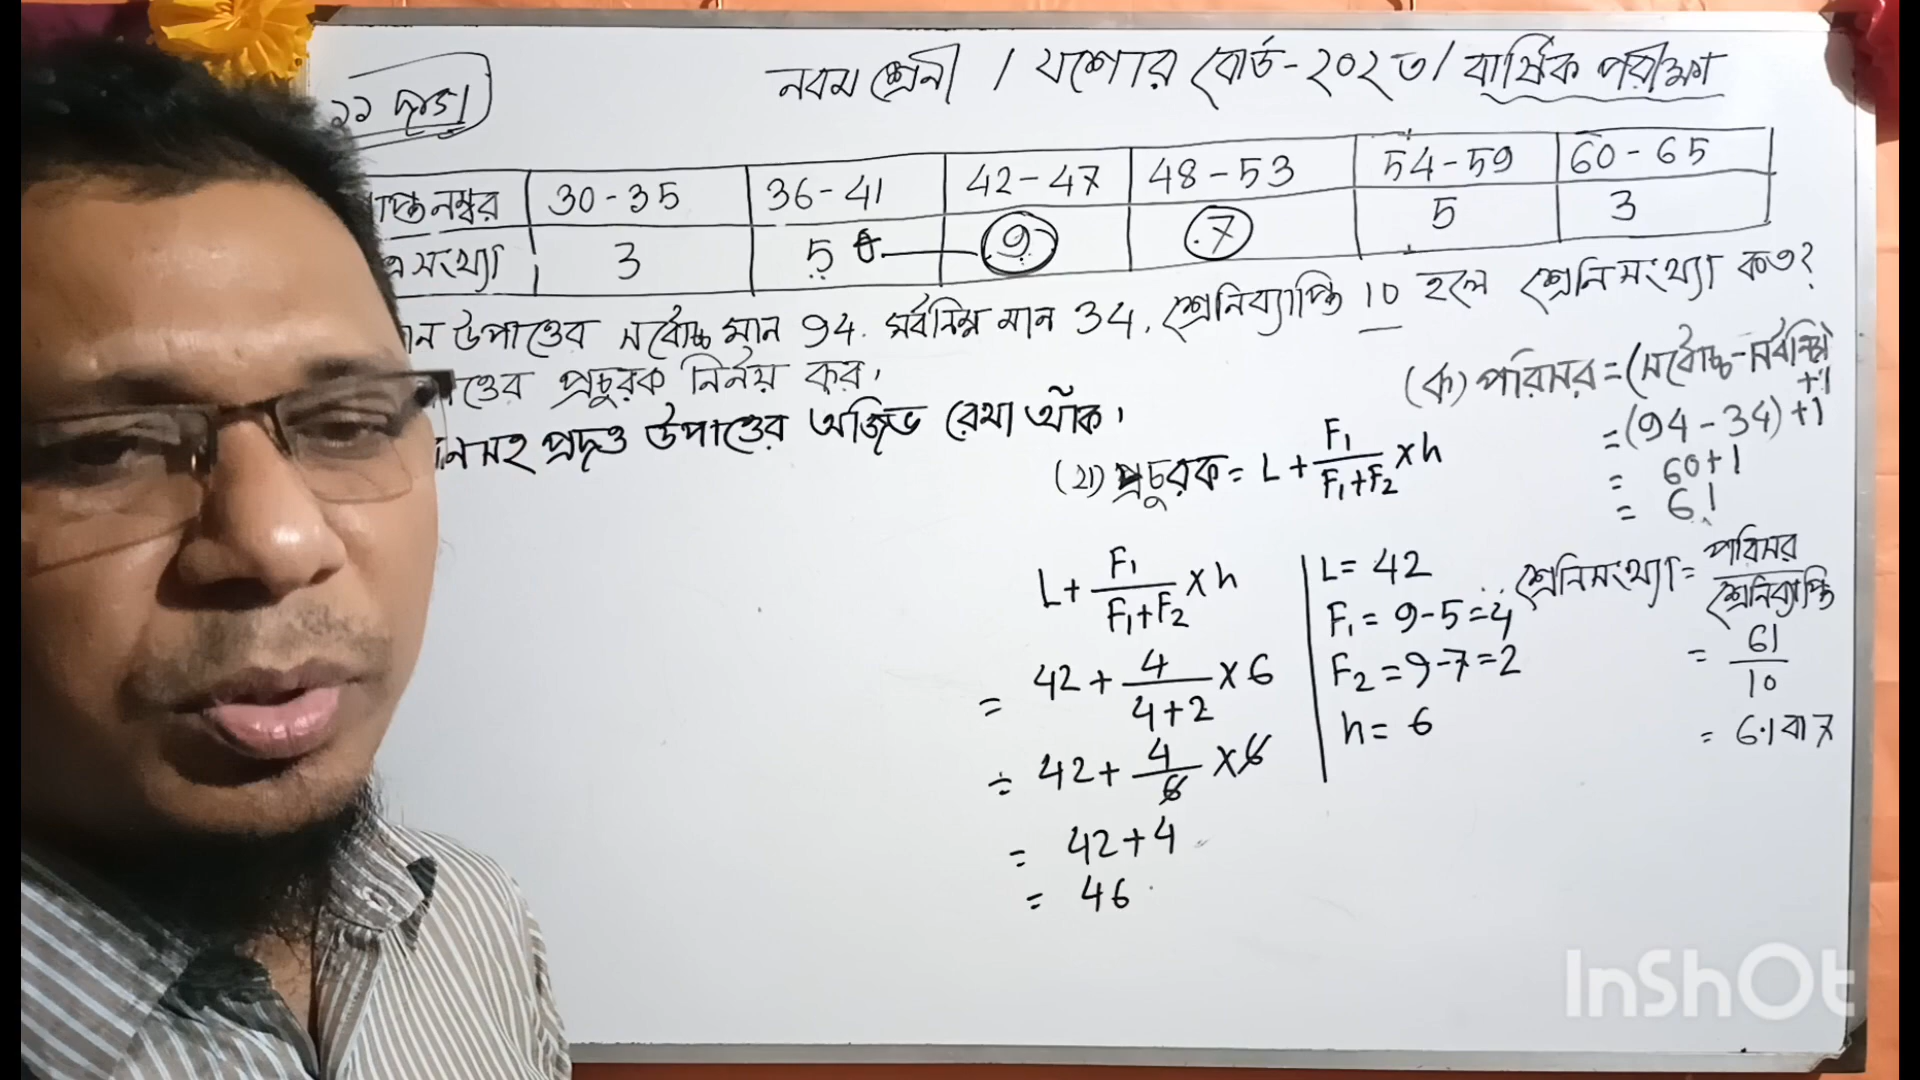 নবম শ্রেণী / যশোর বোর্ড-২০২৩/ বার্ষিক পরীক্ষা
নম্বর 30-35 36-41 42-47 48-53 54-59 60-65
সংখ্যা 3 5 9 7 5 3
উপাত্তের সর্বোচ্চ মান 94. সর্বনিম্ন মান 34, শ্রেনিব্যাপ্তি 10 হলে শ্রেনিসংখ্যা কত?
প্রচুরক নির্নয় কর।
প্রদত্ত উপাত্তের অজিভ রেখা আঁক।
(ক) পরিসর = (সর্বোচ্চ-সর্বনিম্ন
+1
= (94-34)+1
= 60+1
= 61
শ্রেনিসংখ্যা = পরিসর / শ্রেনিব্যাপ্তি
= 61/10
= 6.1 বা 7
(খ) প্রচুরক = L + F₁/(F₁+F₂) × h
L + F₁/(F₁+F₂) × h
= 42 + 4/(4+2) × 6
= 42 + 4/6 × 6
= 42+4
= 46
L = 42
F₁ = 9-5=4
F₂ = 9-7=2
h = 6
InShOt